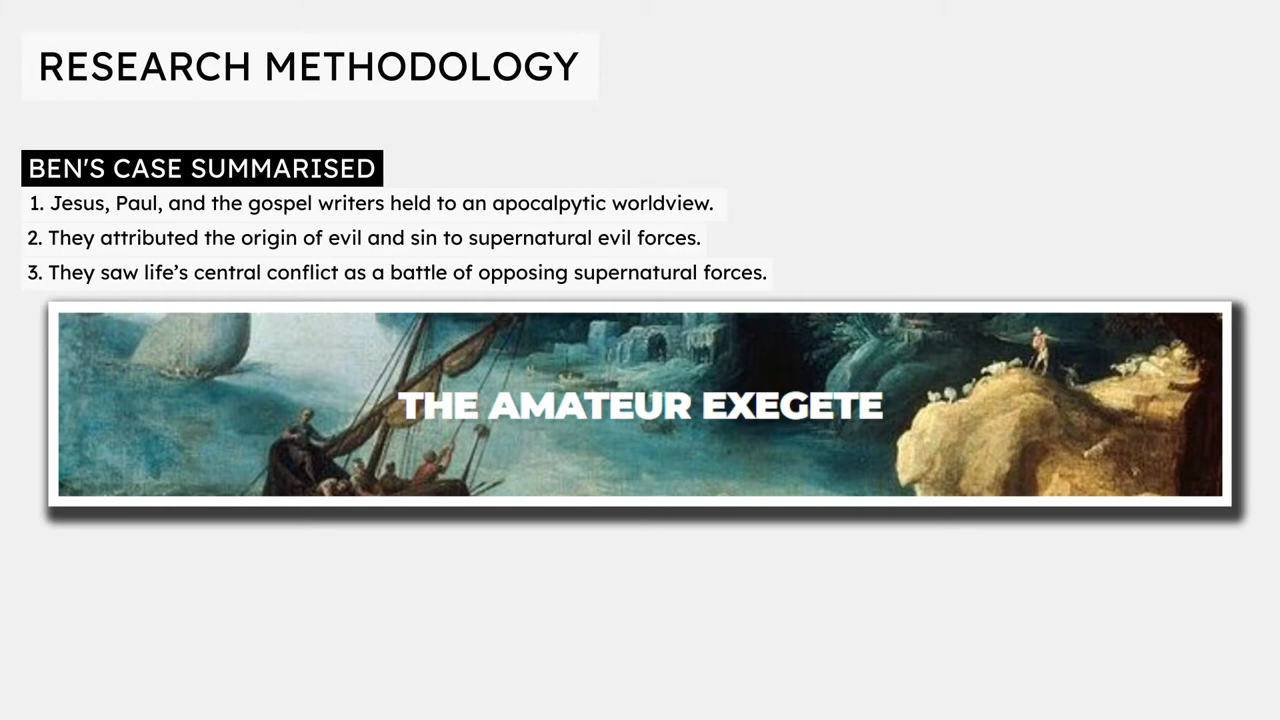 RESEARCH METHODOLOGY
BEN'S CASE SUMMARISED
1. Jesus, Paul, and the gospel writers held to an apocalpytic worldview.
2. They attributed the origin of evil and sin to supernatural evil forces.
3. They saw life’s central conflict as a battle of opposing supernatural forces.
THE AMATEUR EXEGETE